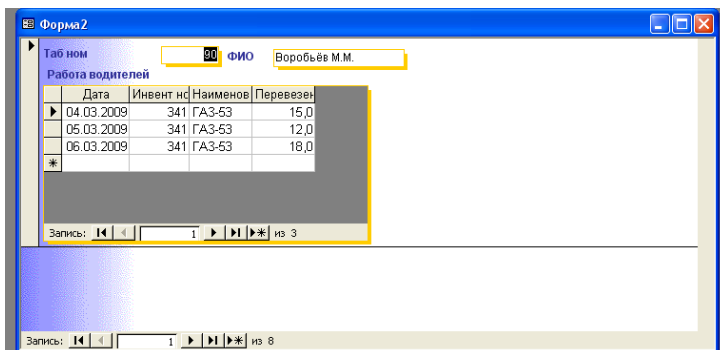 Форма2
Таб ном 90 ФИО Воробьёв М.М.
Работа водителей
Дата Инвент но Наименов Перевезен
04.03.2009 341 ГАЗ-53 15,0
05.03.2009 341 ГАЗ-53 12,0
06.03.2009 341 ГАЗ-53 18,0
Запись: 1 из 3
Запись: 1 из 8